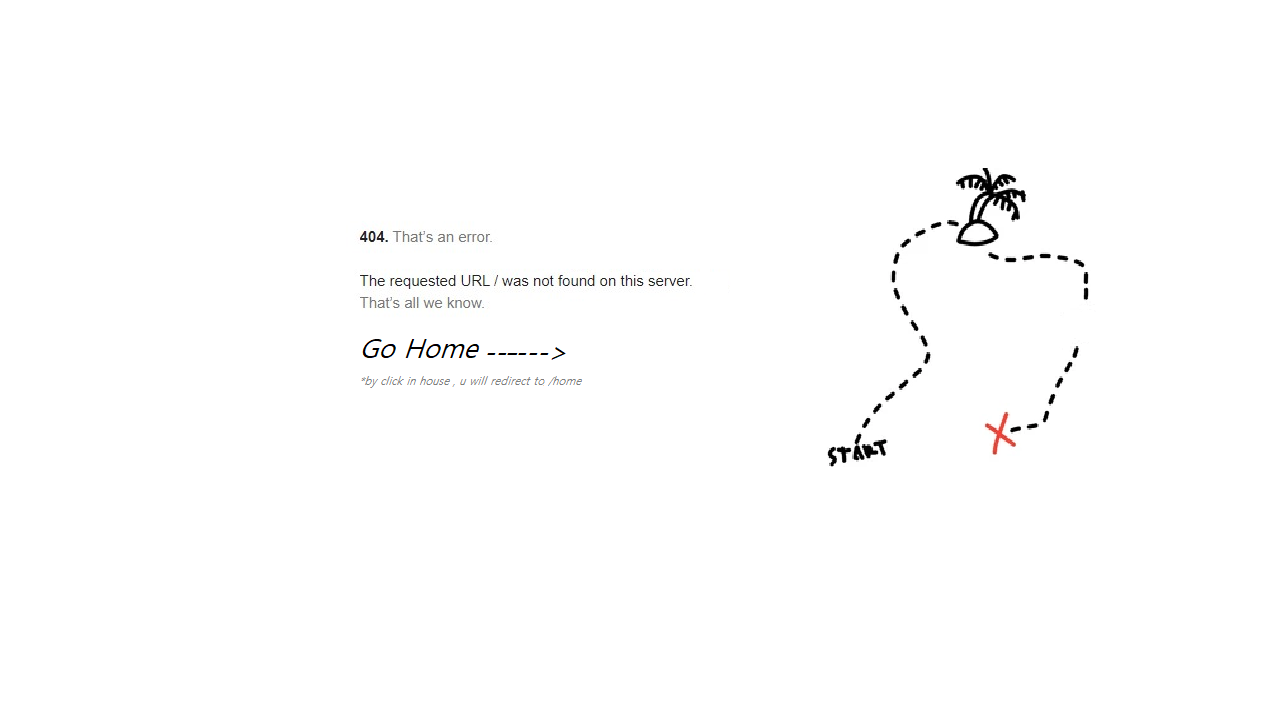 404. That's an error.
The requested URL / was not found on this server.
That's all we know.
Go Home ------>
*by click in house , u will redirect to /home
START